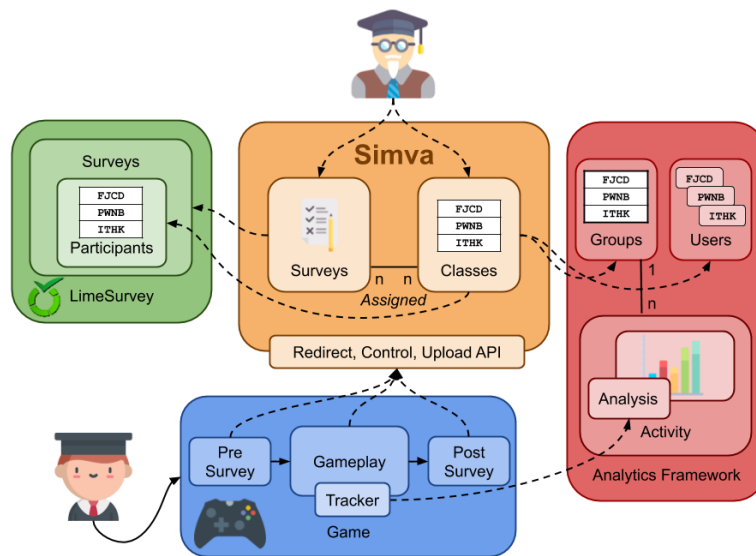 Simva
Surveys
FJCD
PWNB
ITHK
Participants
LimeSurvey
Surveys
n
n
Assigned
FJCD
PWNB
ITHK
Classes
FJCD
PWNB
ITHK
Groups
FJCD
PWNB
ITHK
Users
1
n
Analysis
Activity
Analytics Framework
Redirect, Control, Upload API
Pre
Survey
Gameplay
Tracker
Post
Survey
Game